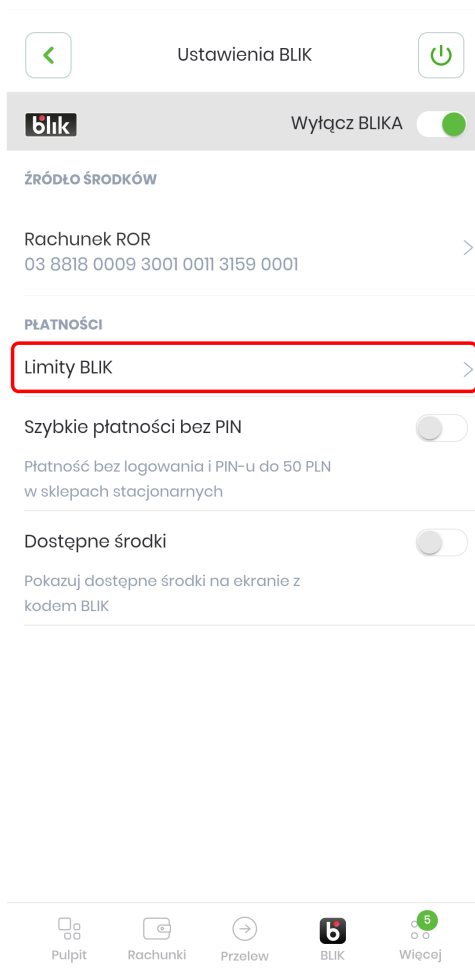 Ustawienia BLIK
blik
Wyłącz BLIKA
ŹRÓDŁO ŚRODKÓW
Rachunek ROR
03 8818 0009 3001 0011 3159 0001
PŁATNOŚCI
Limity BLIK
Szybkie płatności bez PIN
Płatność bez logowania i PIN-u do 50 PLN
w sklepach stacjonarnych
Dostępne środki
Pokazuj dostępne środki na ekranie z
kodem BLIK
5
Pulpit
Rachunki
Przelew
BLIK
Więcej